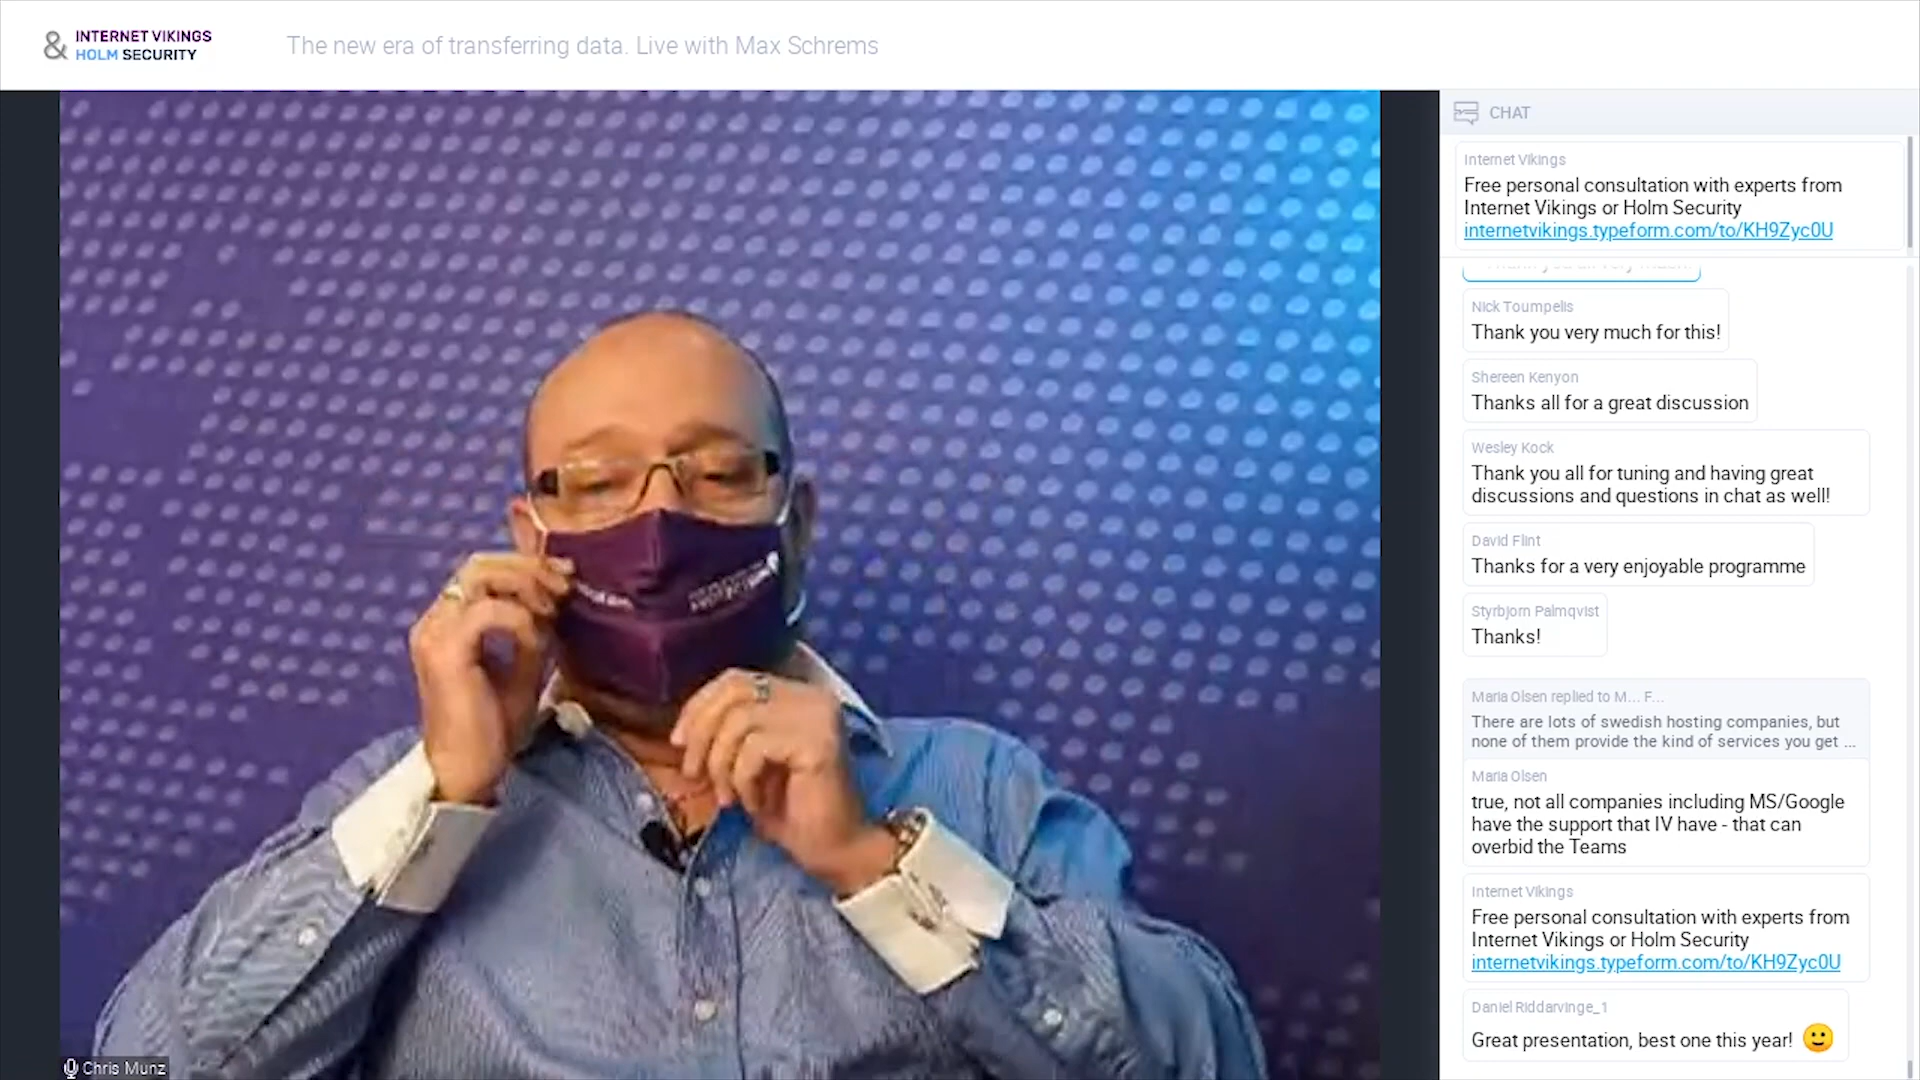 & INTERNET VIKINGS
HOLM SECURITY
The new era of transferring data. Live with Max Schrems
CHAT
Internet Vikings
Free personal consultation with experts from
Internet Vikings or Holm Security
internetvikings.typeform.com/to/KH9Zyc0U
Nick Toumpelis
Thank you very much for this!
Shereen Kenyon
Thanks all for a great discussion
Wesley Kock
Thank you all for tuning and having great
discussions and questions in chat as well!
David Flint
Thanks for a very enjoyable programme
Styrbjorn Palmqvist
Thanks!
Maria Olsen replied to M... F...
There are lots of swedish hosting companies, but
none of them provide the kind of services you get ...
Maria Olsen
true, not all companies including MS/Google
have the support that IV have - that can
overbid the Teams
Internet Vikings
Free personal consultation with experts from
Internet Vikings or Holm Security
internetvikings.typeform.com/to/KH9Zyc0U
Daniel Riddarvinge_1
Great presentation, best one this year! 🙂
Chris Munz